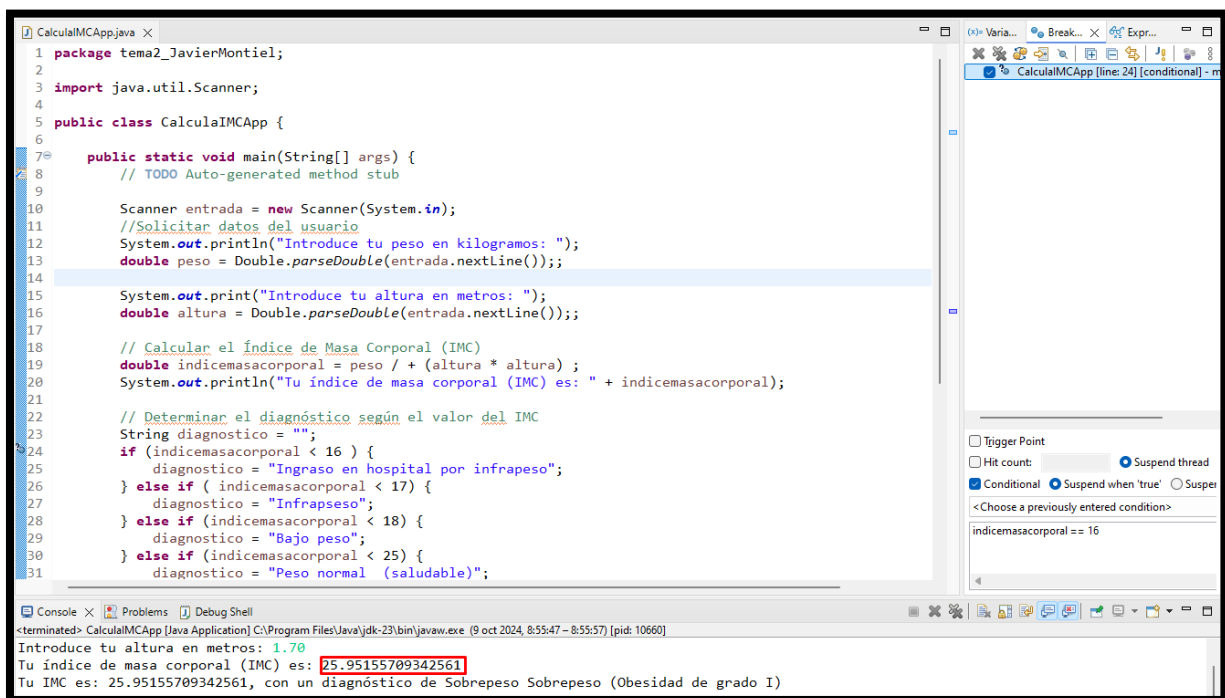 CalculaIMCApp.java
1 package tema2_JavierMontiel;
2
3 import java.util.Scanner;
4
5 public class CalculaIMCApp {
6
7 public static void main(String[] args) {
8 // TODO Auto-generated method stub
9
10 Scanner entrada = new Scanner(System.in);
11 //Solicitar datos del usuario
12 System.out.println("Introduce tu peso en kilogramos: ");
13 double peso = Double.parseDouble(entrada.nextLine());;
14
15 System.out.print("Introduce tu altura en metros: ");
16 double altura = Double.parseDouble(entrada.nextLine());;
17
18 // Calcular el Índice de Masa Corporal (IMC)
19 double indicemasacorporal = peso / + (altura * altura) ;
20 System.out.println("Tu índice de masa corporal (IMC) es: " + indicemasacorporal);
21
22 // Determinar el diagnóstico según el valor del IMC
23 String diagnostico = "";
24 if (indicemasacorporal < 16 ) {
25 diagnostico = "Ingraso en hospital por infrapeso";
26 } else if ( indicemasacorporal < 17) {
27 diagnostico = "Infrapseso";
28 } else if (indicemasacorporal < 18) {
29 diagnostico = "Bajo peso";
30 } else if (indicemasacorporal < 25) {
31 diagnostico = "Peso normal  (saludable)";
(x)= Varia... Break... Expr...
CalculaIMCApp [line: 24] [conditional] - m
Trigger Point
Hit count: Suspend thread
Conditional Suspend when 'true' Susper
<Choose a previously entered condition>
indicemasacorporal == 16
Console Problems Debug Shell
<terminated> CalculaIMCApp [Java Application] C:\Program Files\Java\jdk-23\bin\javaw.exe (9 oct 2024, 8:55:47 – 8:55:57) [pid: 10660]
Introduce tu altura en metros: 1.70
Tu índice de masa corporal (IMC) es: 25.95155709342561
Tu IMC es: 25.95155709342561, con un diagnóstico de Sobrepeso Sobrepeso (Obesidad de grado I)